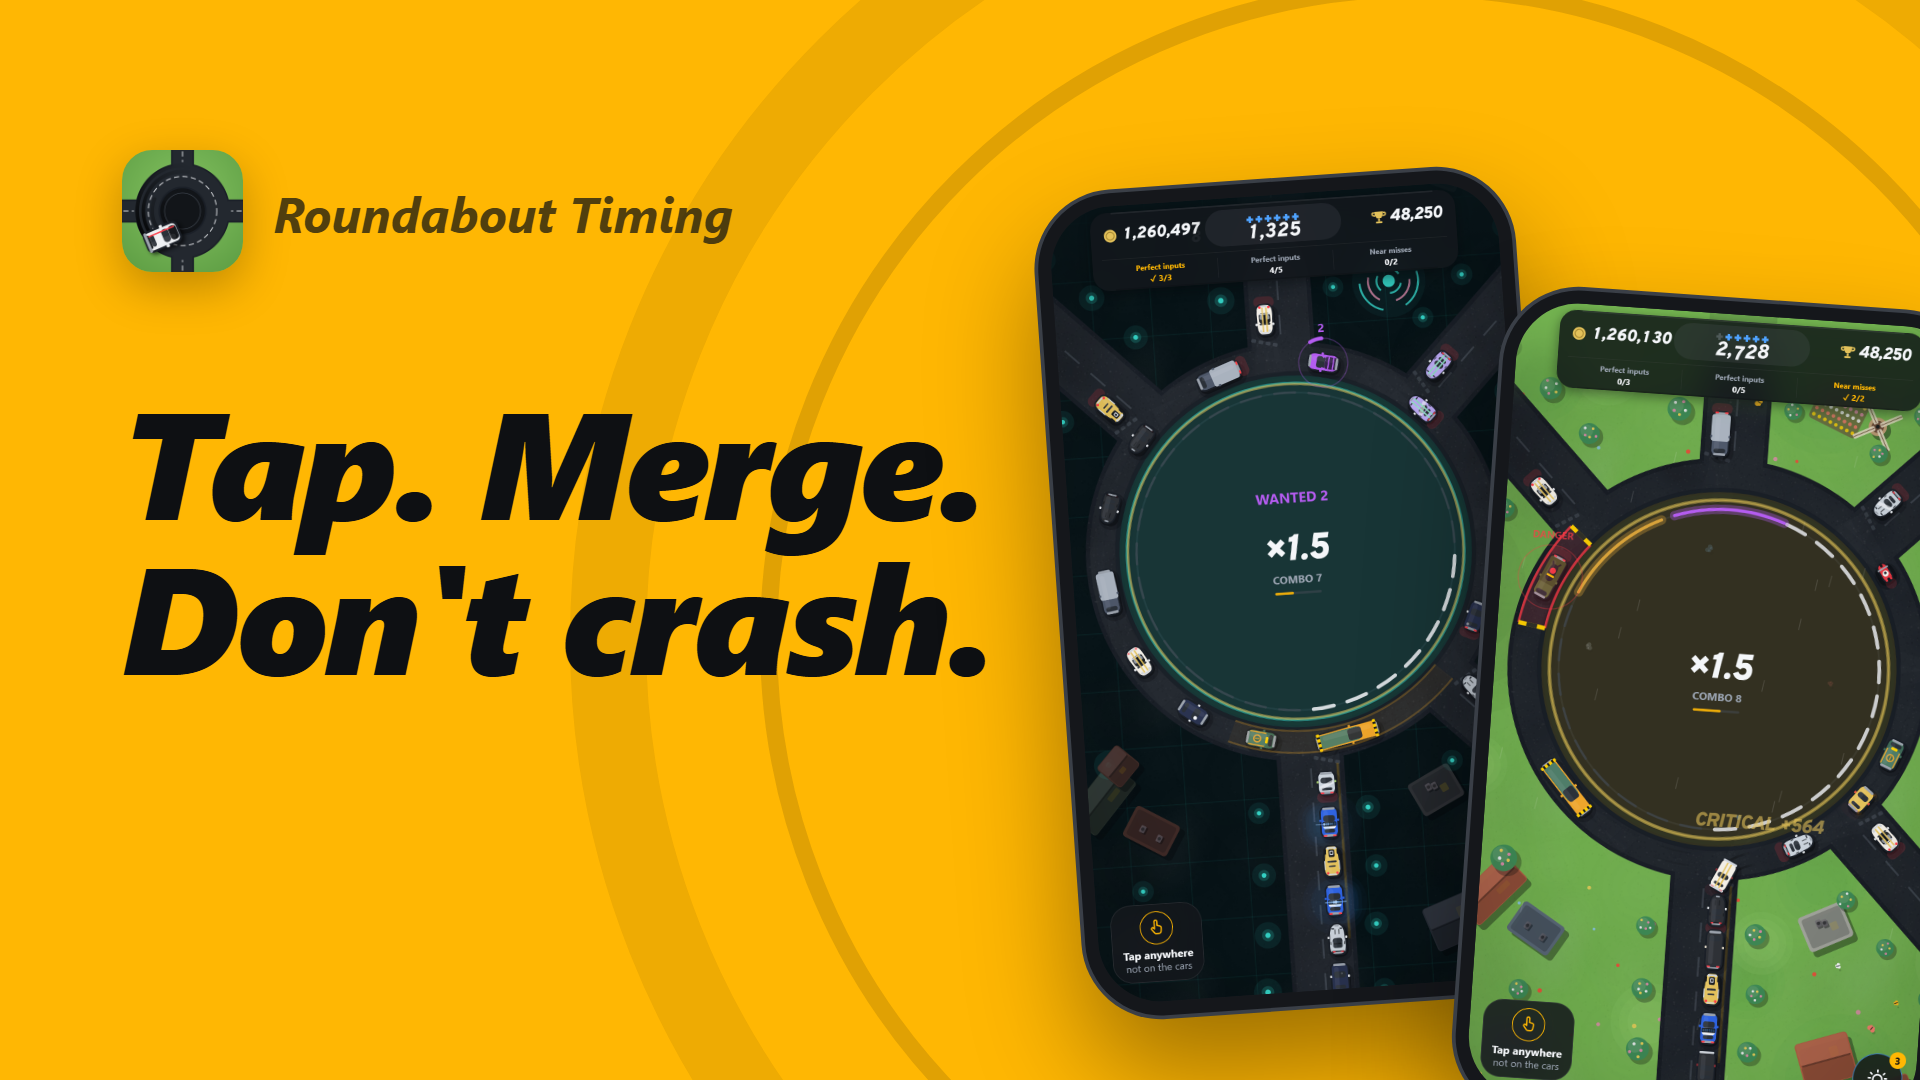 Roundabout Timing
Tap. Merge.
Don't crash.
1,260,497
1,325
48,250
Perfect inputs
✓ 3/3
Perfect inputs
4/5
Near misses
0/2
2
WANTED 2
×1.5
COMBO 7
Tap anywhere
not on the cars
1,260,130
2,728
48,250
Perfect inputs
0/3
Perfect inputs
0/5
Near misses
✓ 2/2
DANGER
×1.5
COMBO 8
CRITICAL +564
Tap anywhere
not on the cars
3